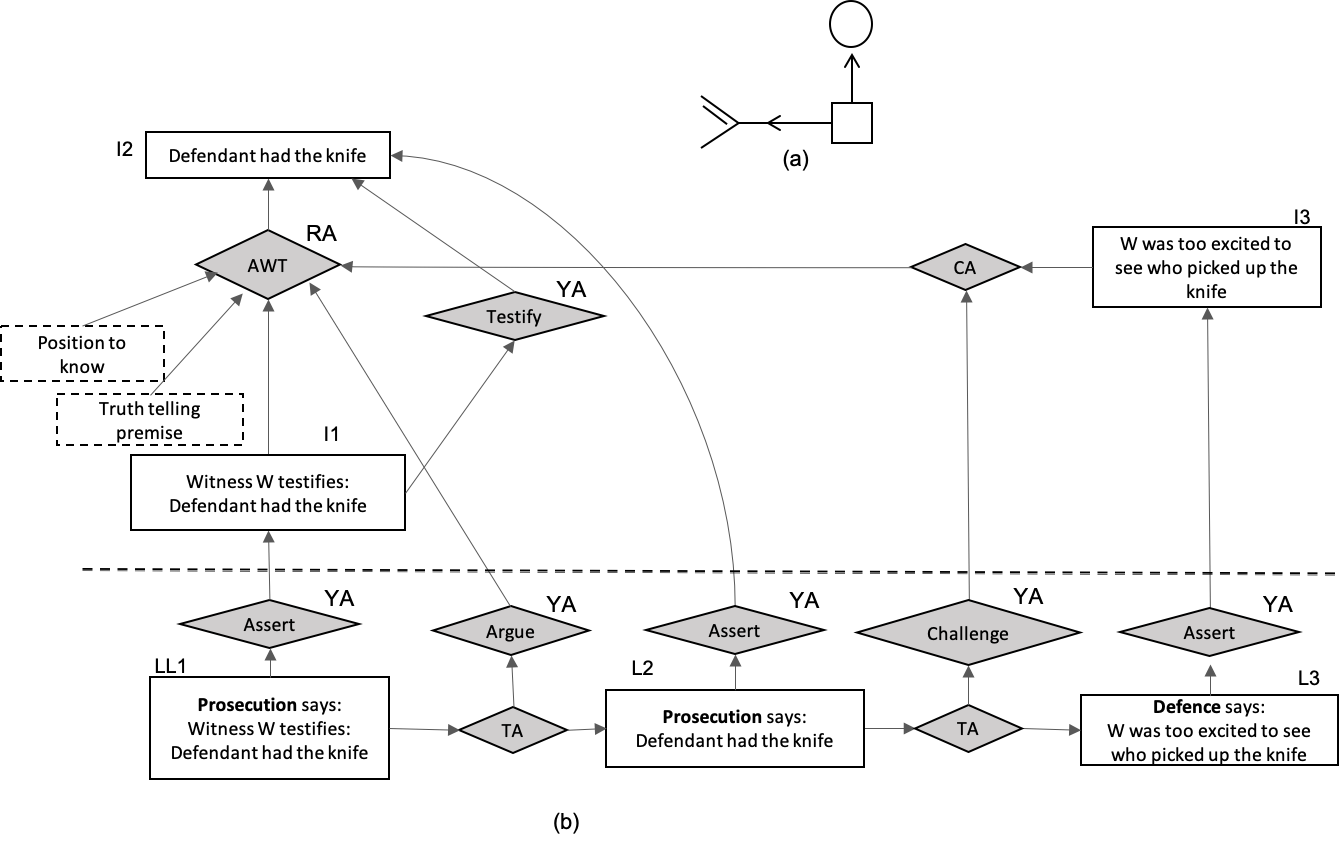 (a)
I2
Defendant had the knife
RA
AWT
I3
W was too excited to
see who picked up the
knife
CA
YA
Testify
Position to
know
Truth telling
premise
I1
Witness W testifies:
Defendant had the knife
YA
Assert
YA
Argue
YA
Assert
YA
Challenge
YA
Assert
LL1
Prosecution says:
Witness W testifies:
Defendant had the knife
TA
L2
Prosecution says:
Defendant had the knife
TA
L3
Defence says:
W was too excited to see
who picked up the knife
(b)